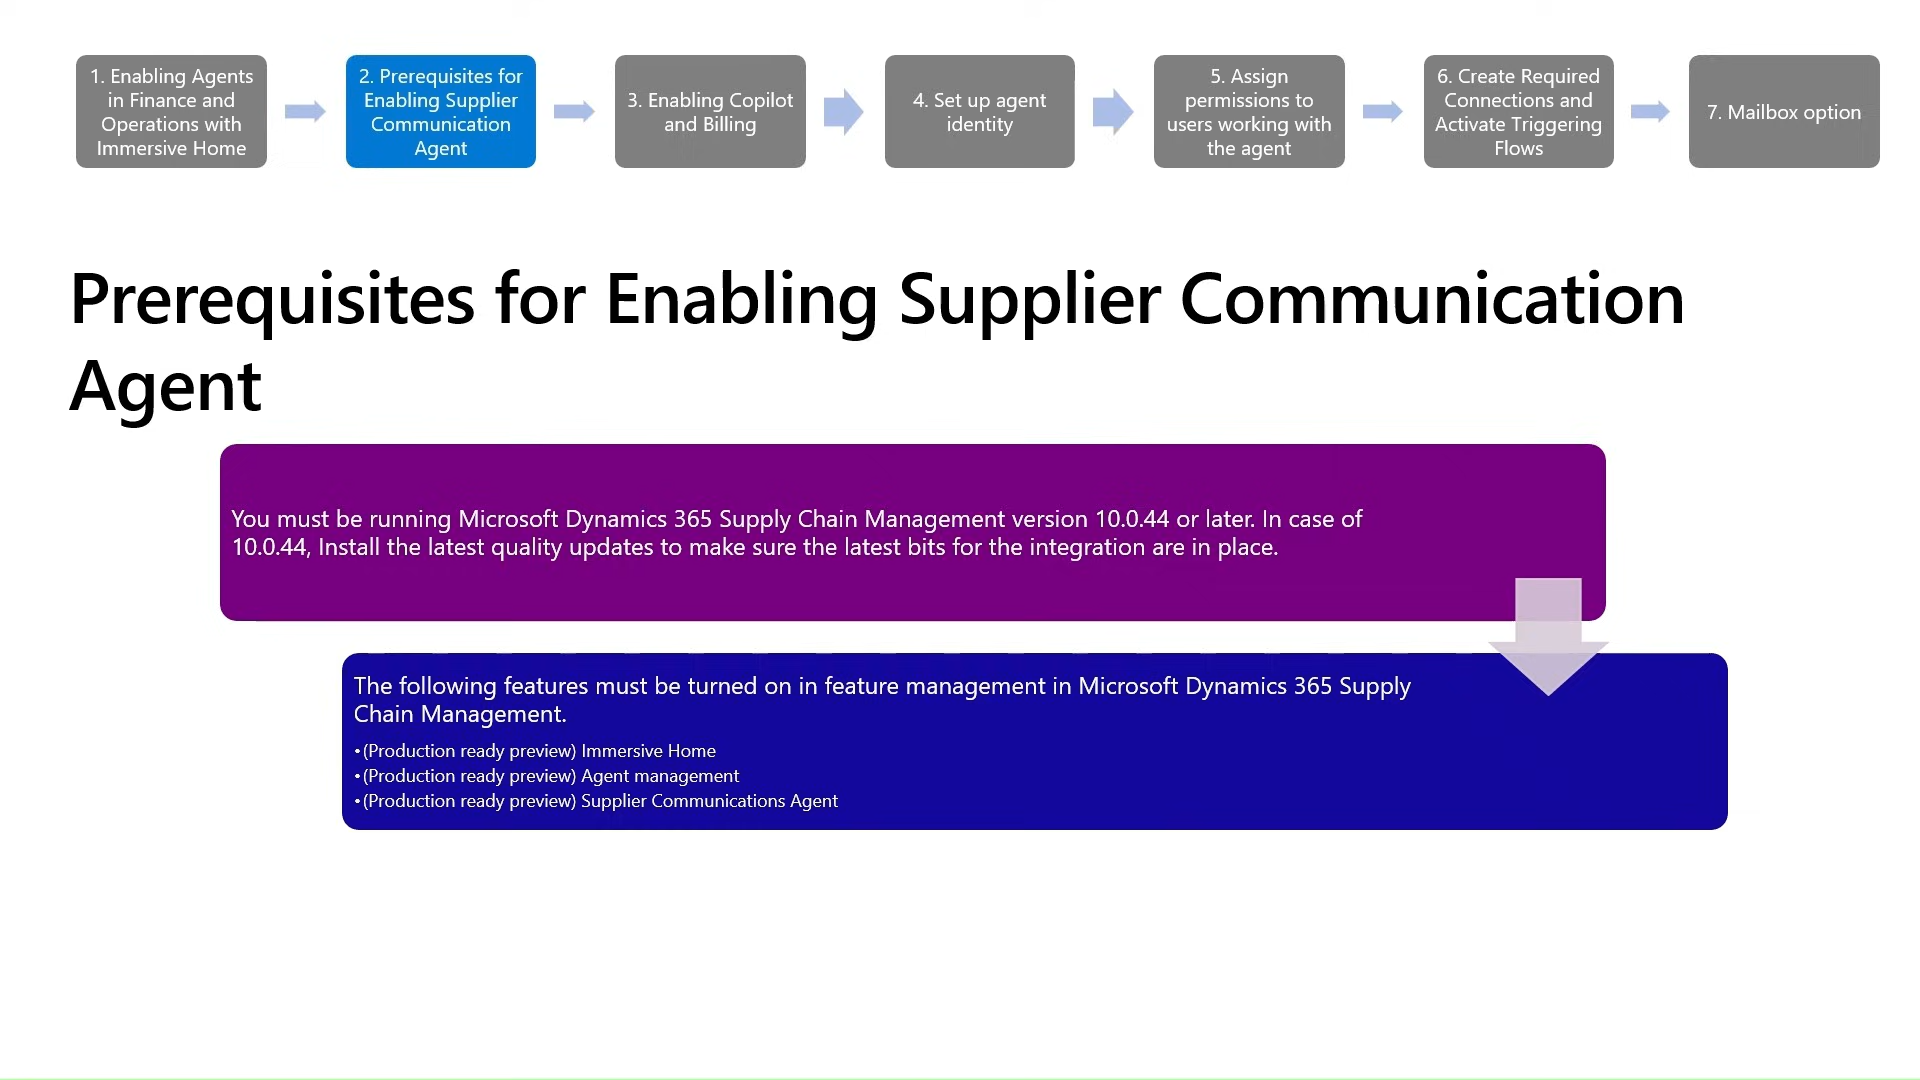 1. Enabling Agents
in Finance and
Operations with
Immersive Home
2. Prerequisites for
Enabling Supplier
Communication
Agent
3. Enabling Copilot
and Billing
4. Set up agent
identity
5. Assign
permissions to
users working with
the agent
6. Create Required
Connections and
Activate Triggering
Flows
7. Mailbox option
Prerequisites for Enabling Supplier Communication
Agent
You must be running Microsoft Dynamics 365 Supply Chain Management version 10.0.44 or later. In case of
10.0.44, Install the latest quality updates to make sure the latest bits for the integration are in place.
The following features must be turned on in feature management in Microsoft Dynamics 365 Supply
Chain Management.
•(Production ready preview) Immersive Home
•(Production ready preview) Agent management
•(Production ready preview) Supplier Communications Agent